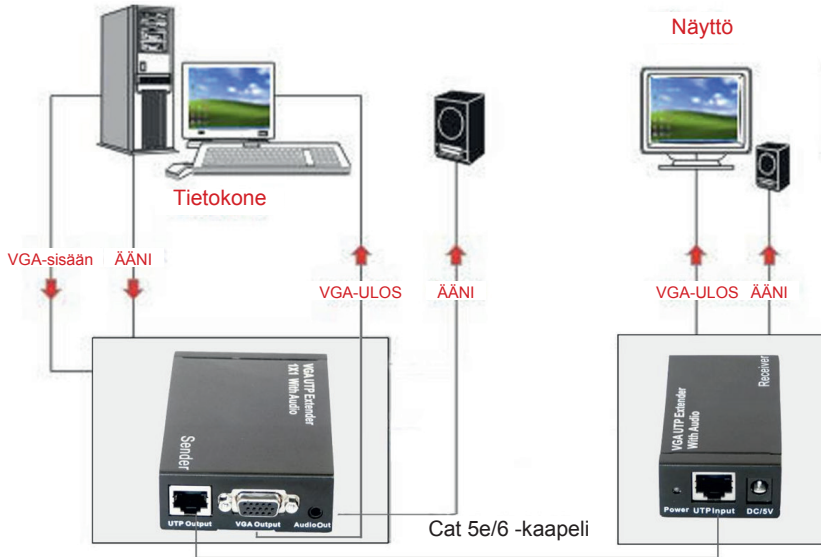 Näyttö
Tietokone
VGA-sisään
ÄÄNI
VGA-ULOS
ÄÄNI
VGA-ULOS
ÄÄNI
VGA UTP Extender
1X1 With Audio
Sender
UTP Output
VGA Output
AudioOut
Receiver
VGA UTP Extender
With Audio
Power
UTP Input
DC/5V
Cat 5e/6 -kaapeli